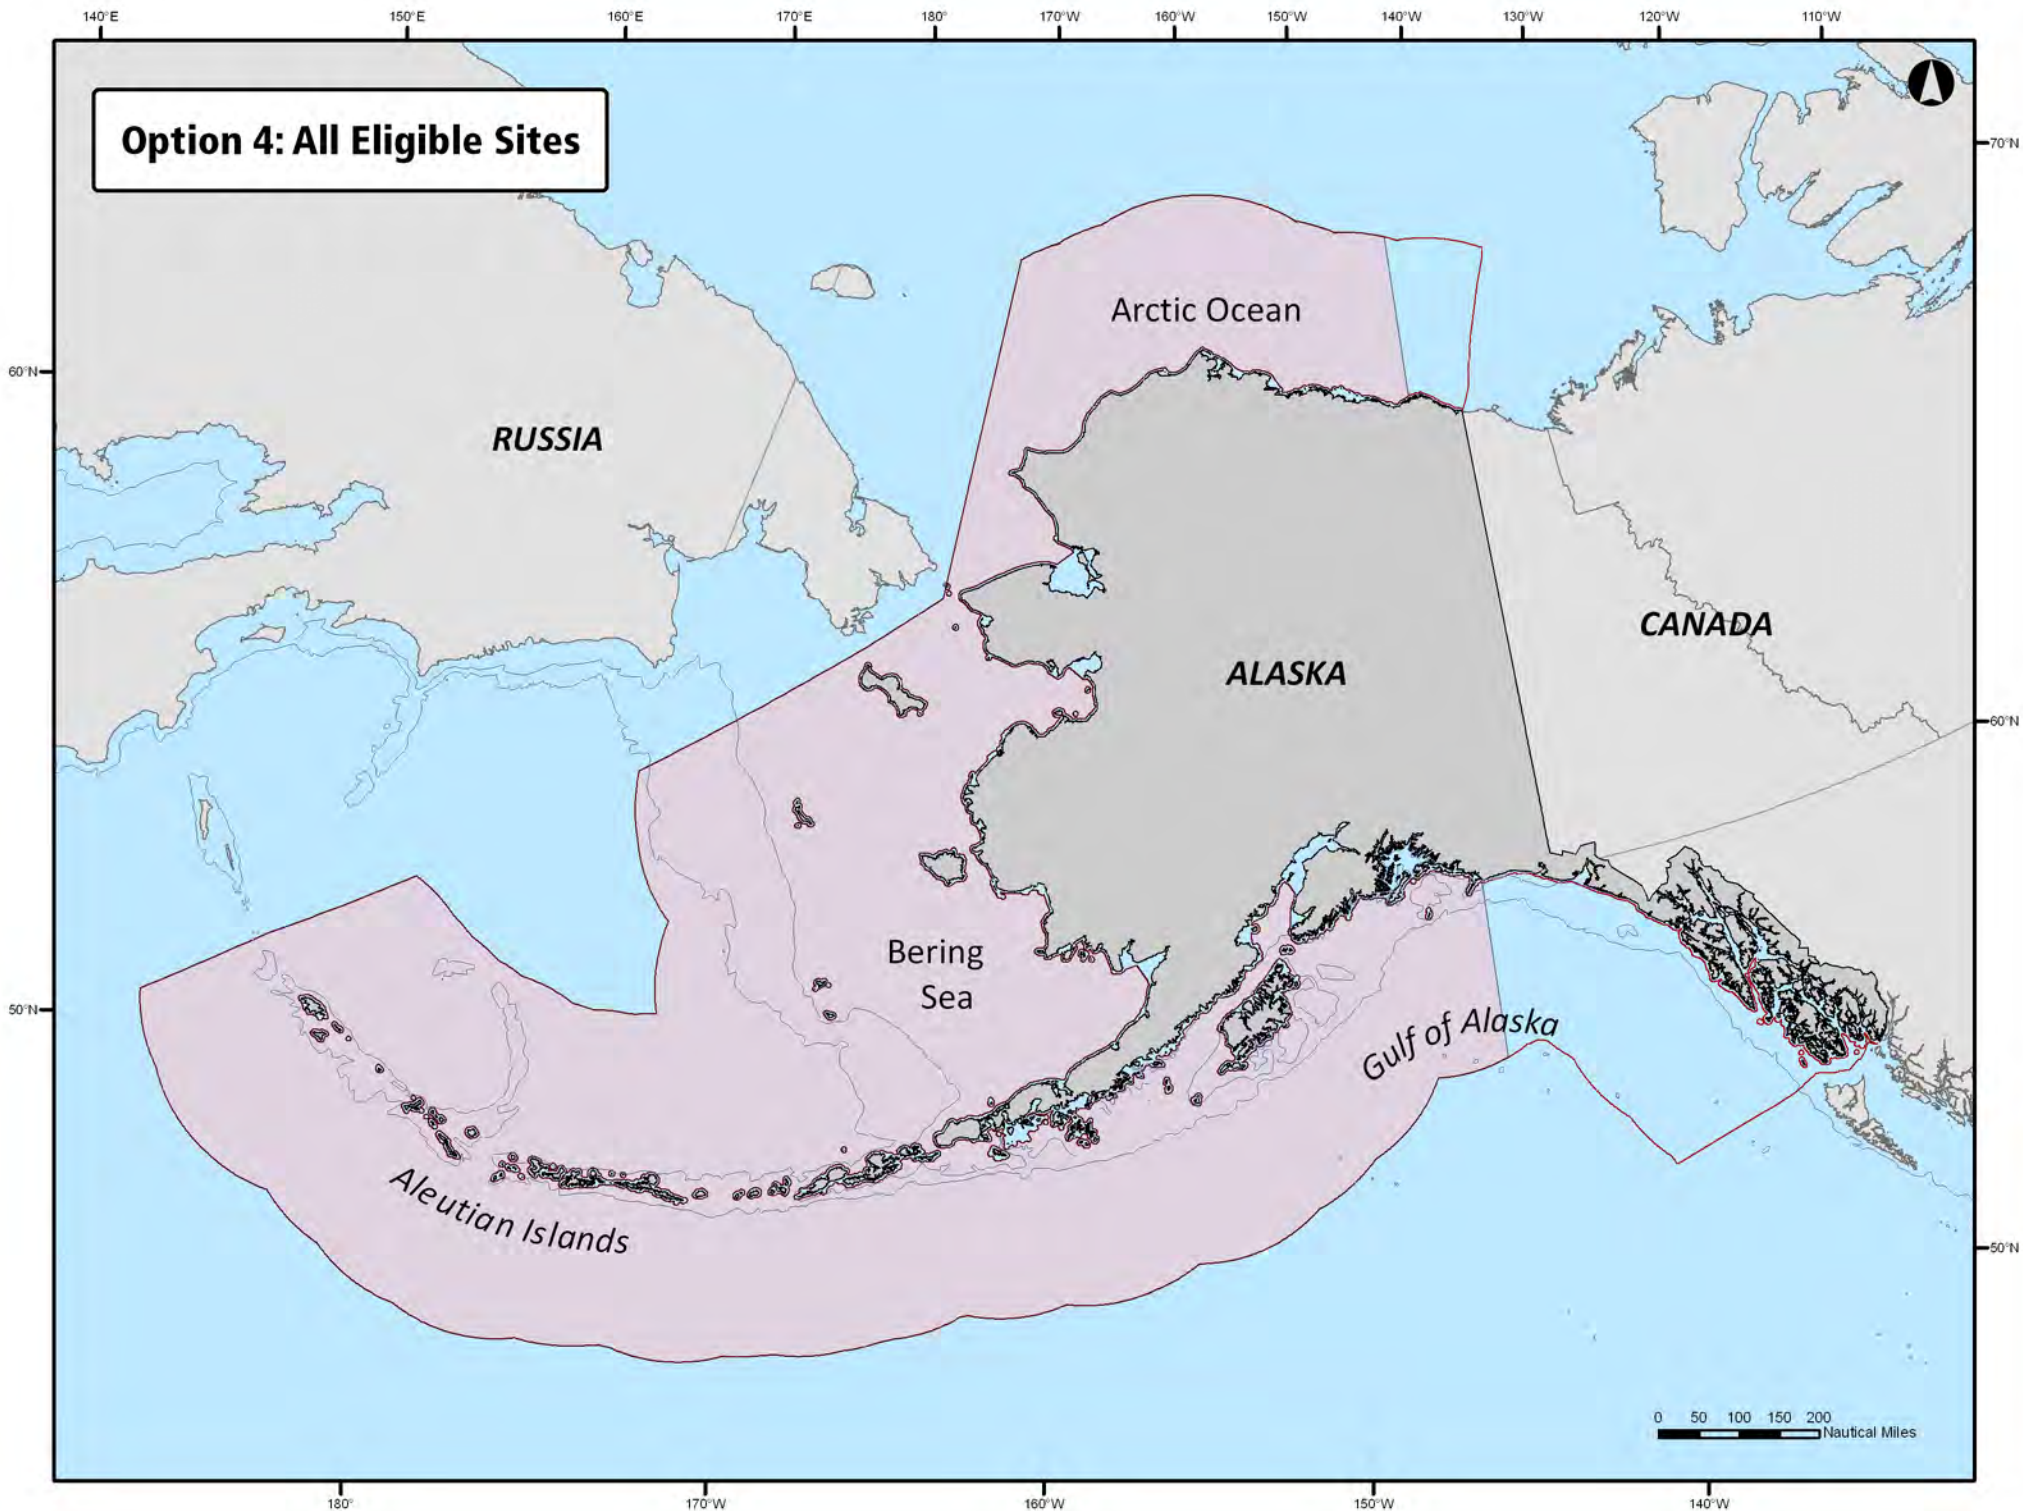 140°E 150°E 160°E 170°E 180° 170°W 160°W 150°W 140°W 130°W 120°W 110°W
Option 4: All Eligible Sites
70°N
Arctic Ocean
60°N
RUSSIA
CANADA
ALASKA
60°N
Bering
Sea
50°N
Gulf of Alaska
Aleutian Islands
50°N
0 50 100 150 200
Nautical Miles
180° 170°W 160°W 150°W 140°W